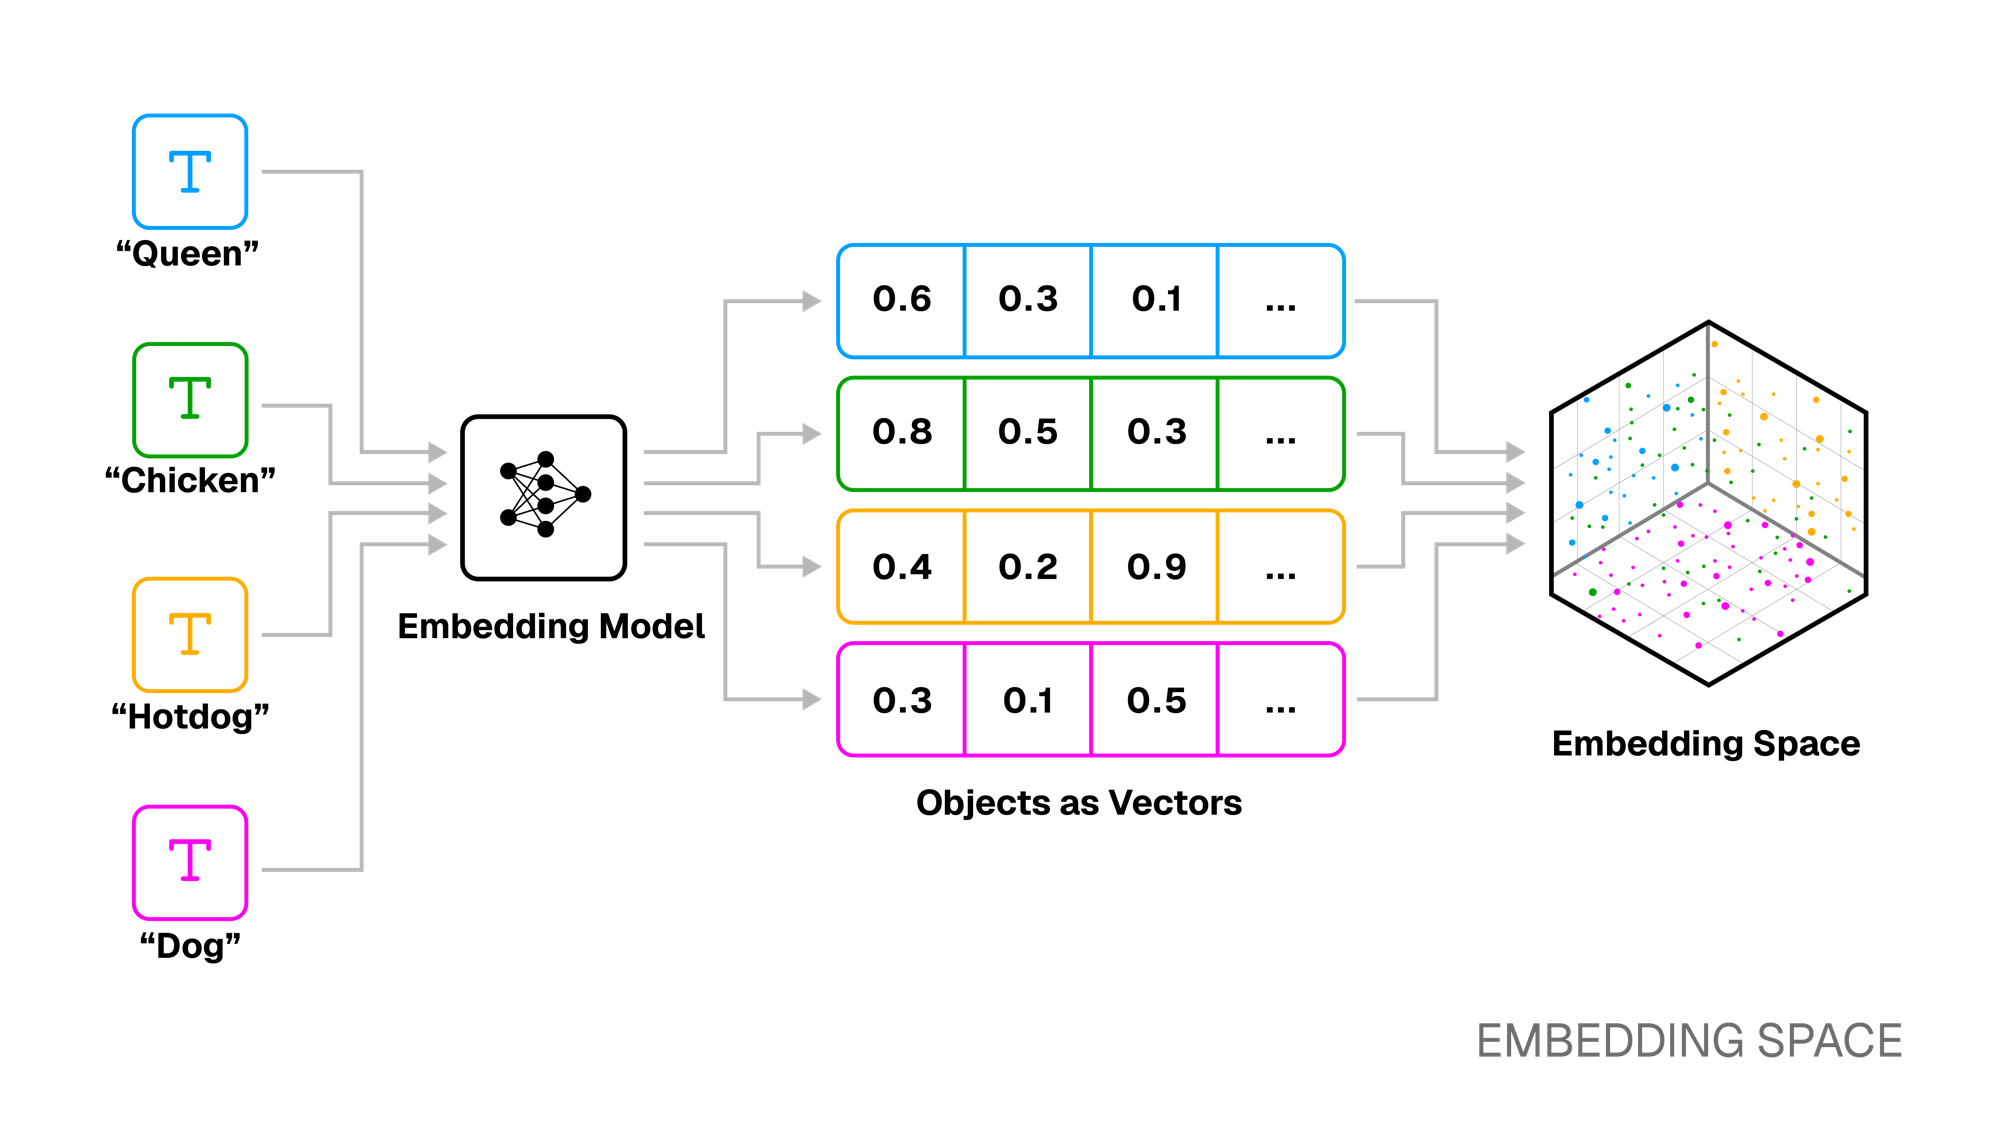 T
“Queen”
T
“Chicken”
T
“Hotdog”
T
“Dog”
Embedding Model
0.6 0.3 0.1 ...
0.8 0.5 0.3 ...
0.4 0.2 0.9 ...
0.3 0.1 0.5 ...
Objects as Vectors
Embedding Space
EMBEDDING SPACE